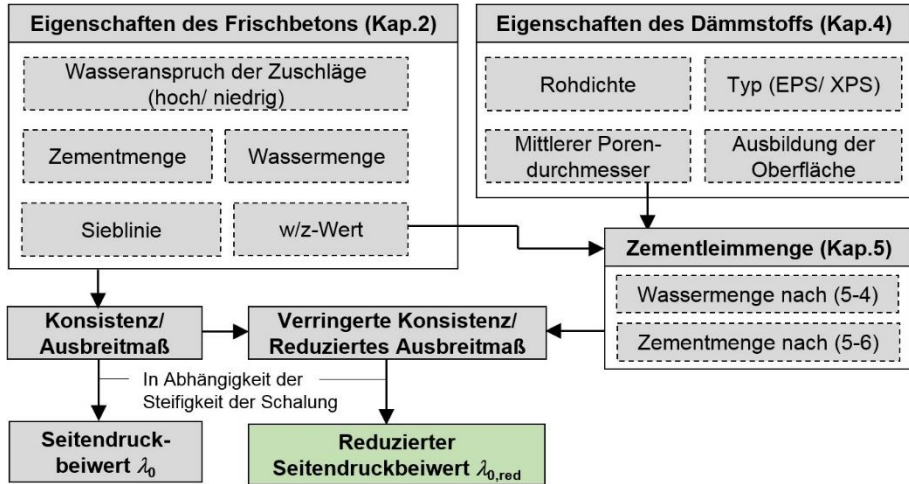 Eigenschaften des Frischbetons (Kap.2)
Wasseranspruch der Zuschläge
(hoch/ niedrig)
Zementmenge
Wassermenge
Sieblinie
w/z-Wert
Eigenschaften des Dämmstoffs (Kap.4)
Rohdichte
Typ (EPS/ XPS)
Mittlerer Poren-
durchmesser
Ausbildung der
Oberfläche
Zementleimmenge (Kap.5)
Wassermenge nach (5-4)
Zementmenge nach (5-6)
Konsistenz/
Ausbreitmaß
Verringerte Konsistenz/
Reduziertes Ausbreitmaß
In Abhängigkeit der
Steifigkeit der Schalung
Seitendruck-
beiwert λ₀
Reduzierter
Seitendruckbeiwert λ₀,red